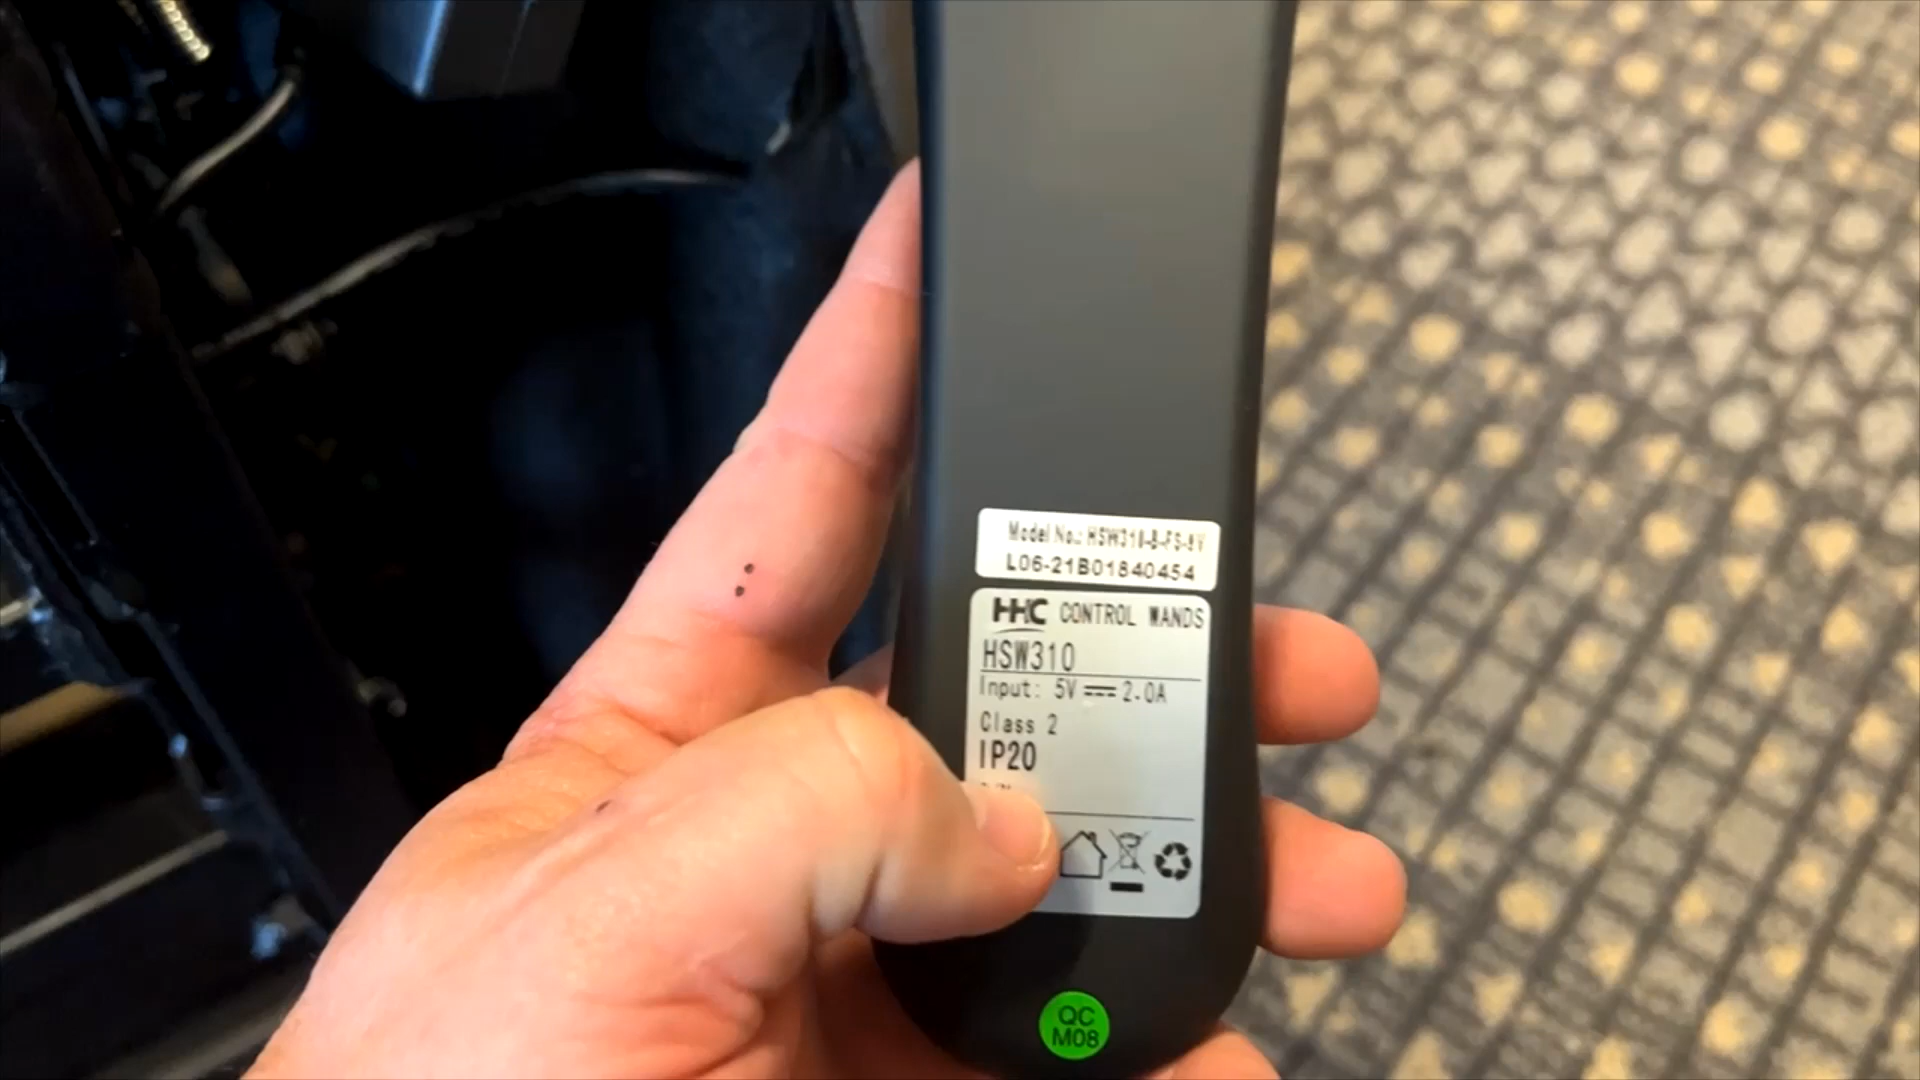 Model No.: HSW310-B-FS-5V
L06-21B01840454
HHC CONTROL WANDS
HSW310
Input: 5V 2.0A
Class 2
IP20
QC
M08